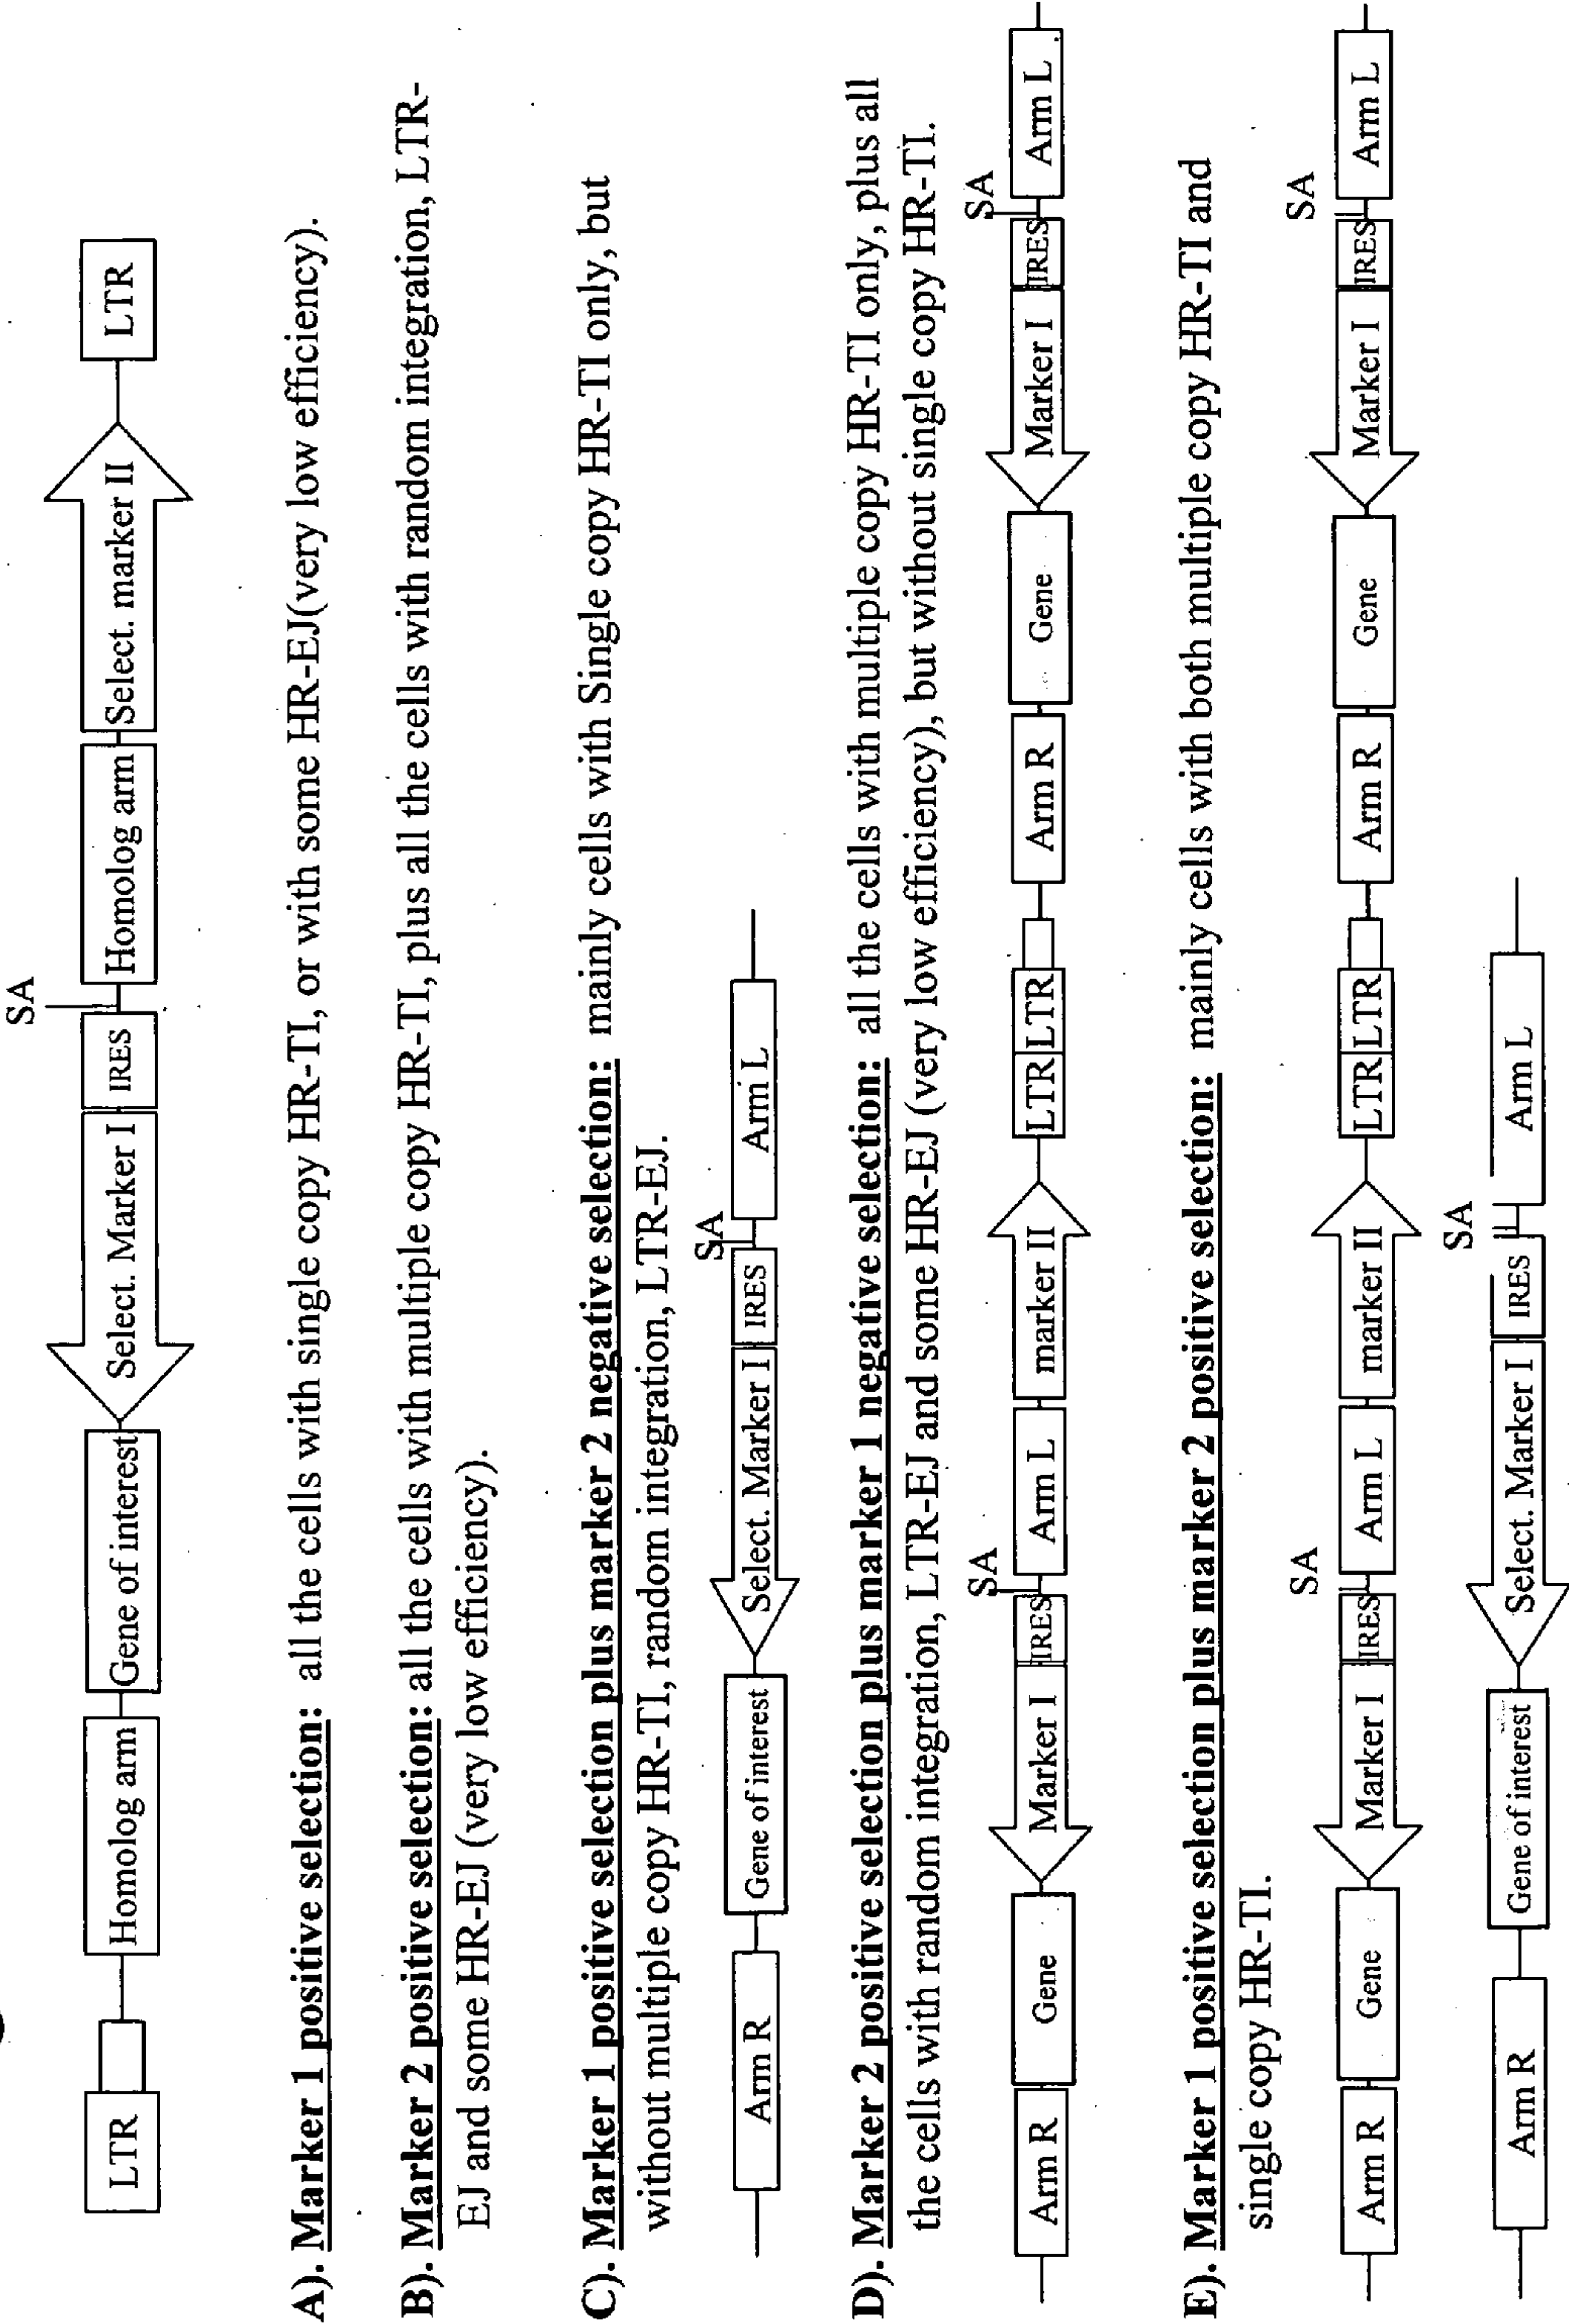 SA
LTR Homolog arm Gene of interest Select. Marker I IRES Homolog arm Select. marker II LTR
A). Marker 1 positive selection: all the cells with single copy HR-TI, or with some HR-EJ(very low efficiency).
B). Marker 2 positive selection: all the cells with multiple copy HR-TI, plus all the cells with random integration, LTR-
EJ and some HR-EJ (very low efficiency).
C). Marker 1 positive selection plus marker 2 negative selection: mainly cells with Single copy HR-TI only, but
without multiple copy HR-TI, random integration, LTR-EJ.
SA
Arm R Gene of interest Select. Marker I IRES Arm L
D). Marker 2 positive selection plus marker 1 negative selection: all the cells with multiple copy HR-TI only, plus all
the cells with random integration, LTR-EJ and some HR-EJ (very low efficiency), but without single copy HR-TI.
SA SA
Arm R Gene Marker I IRES Arm L marker II LTR LTR Arm R Gene Marker I IRES Arm L
E). Marker 1 positive selection plus marker 2 positive selection: mainly cells with both multiple copy HR-TI and
single copy HR-TI.
SA SA
Arm R Gene Marker I IRES Arm L marker II LTR LTR Arm R Gene Marker I IRES Arm L
SA
Arm R Gene of interest Select. Marker I IRES Arm L